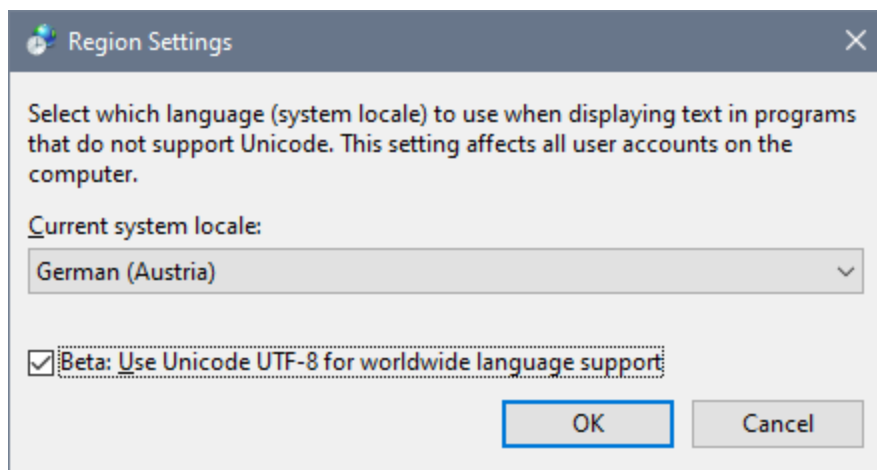 Region Settings
Select which language (system locale) to use when displaying text in programs
that do not support Unicode. This setting affects all user accounts on the
computer.
Current system locale:
German (Austria)
Beta: Use Unicode UTF-8 for worldwide language support
OK
Cancel